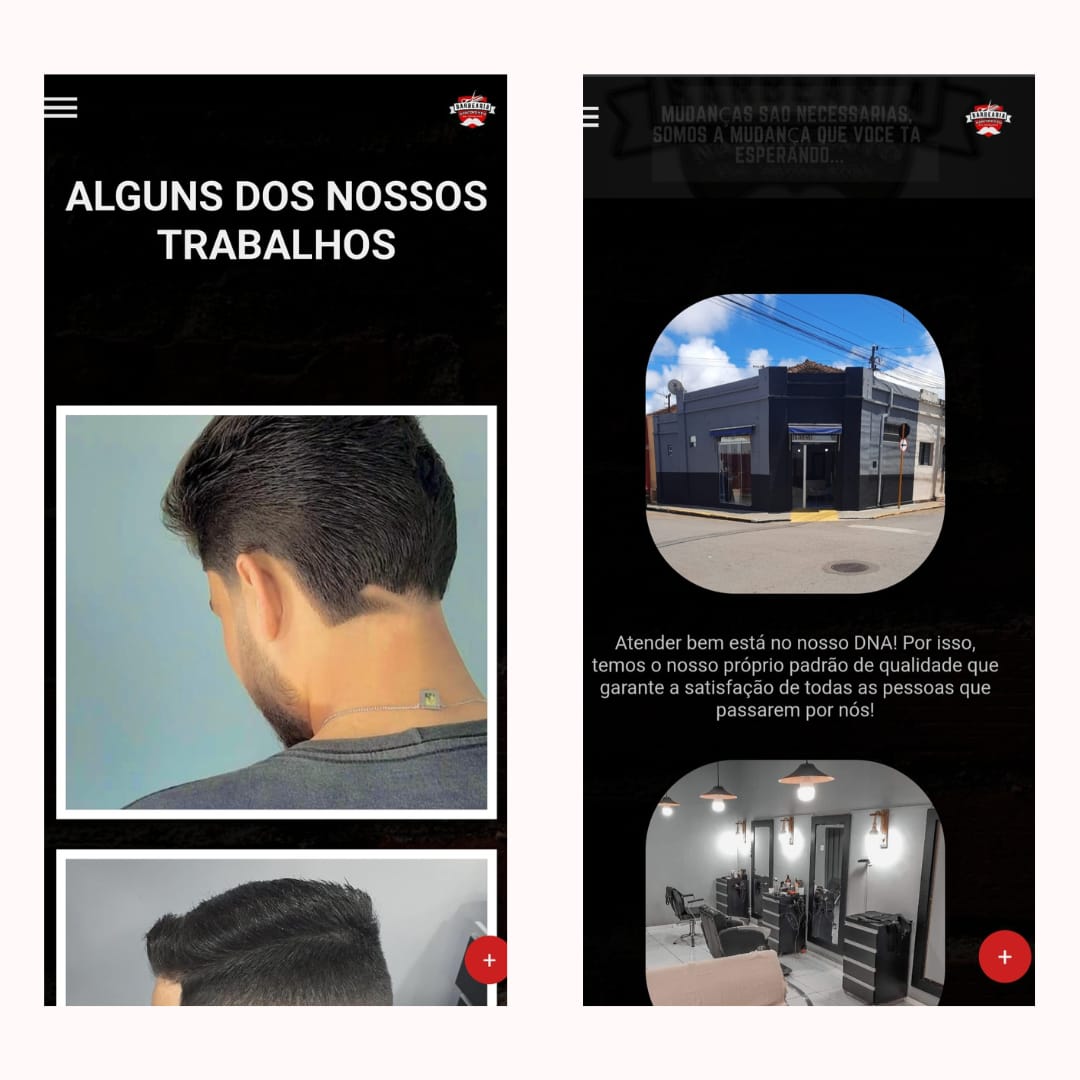 BARBEARIA
ALGUNS DOS NOSSOS
TRABALHOS
+
MUDANÇAS SAO NECESSARIAS,
SOMOS A MUDANÇA QUE VOCE TA
ESPERANDO...
BARBEARIA
Atender bem está no nosso DNA! Por isso,
temos o nosso próprio padrão de qualidade que
garante a satisfação de todas as pessoas que
passarem por nós!
+